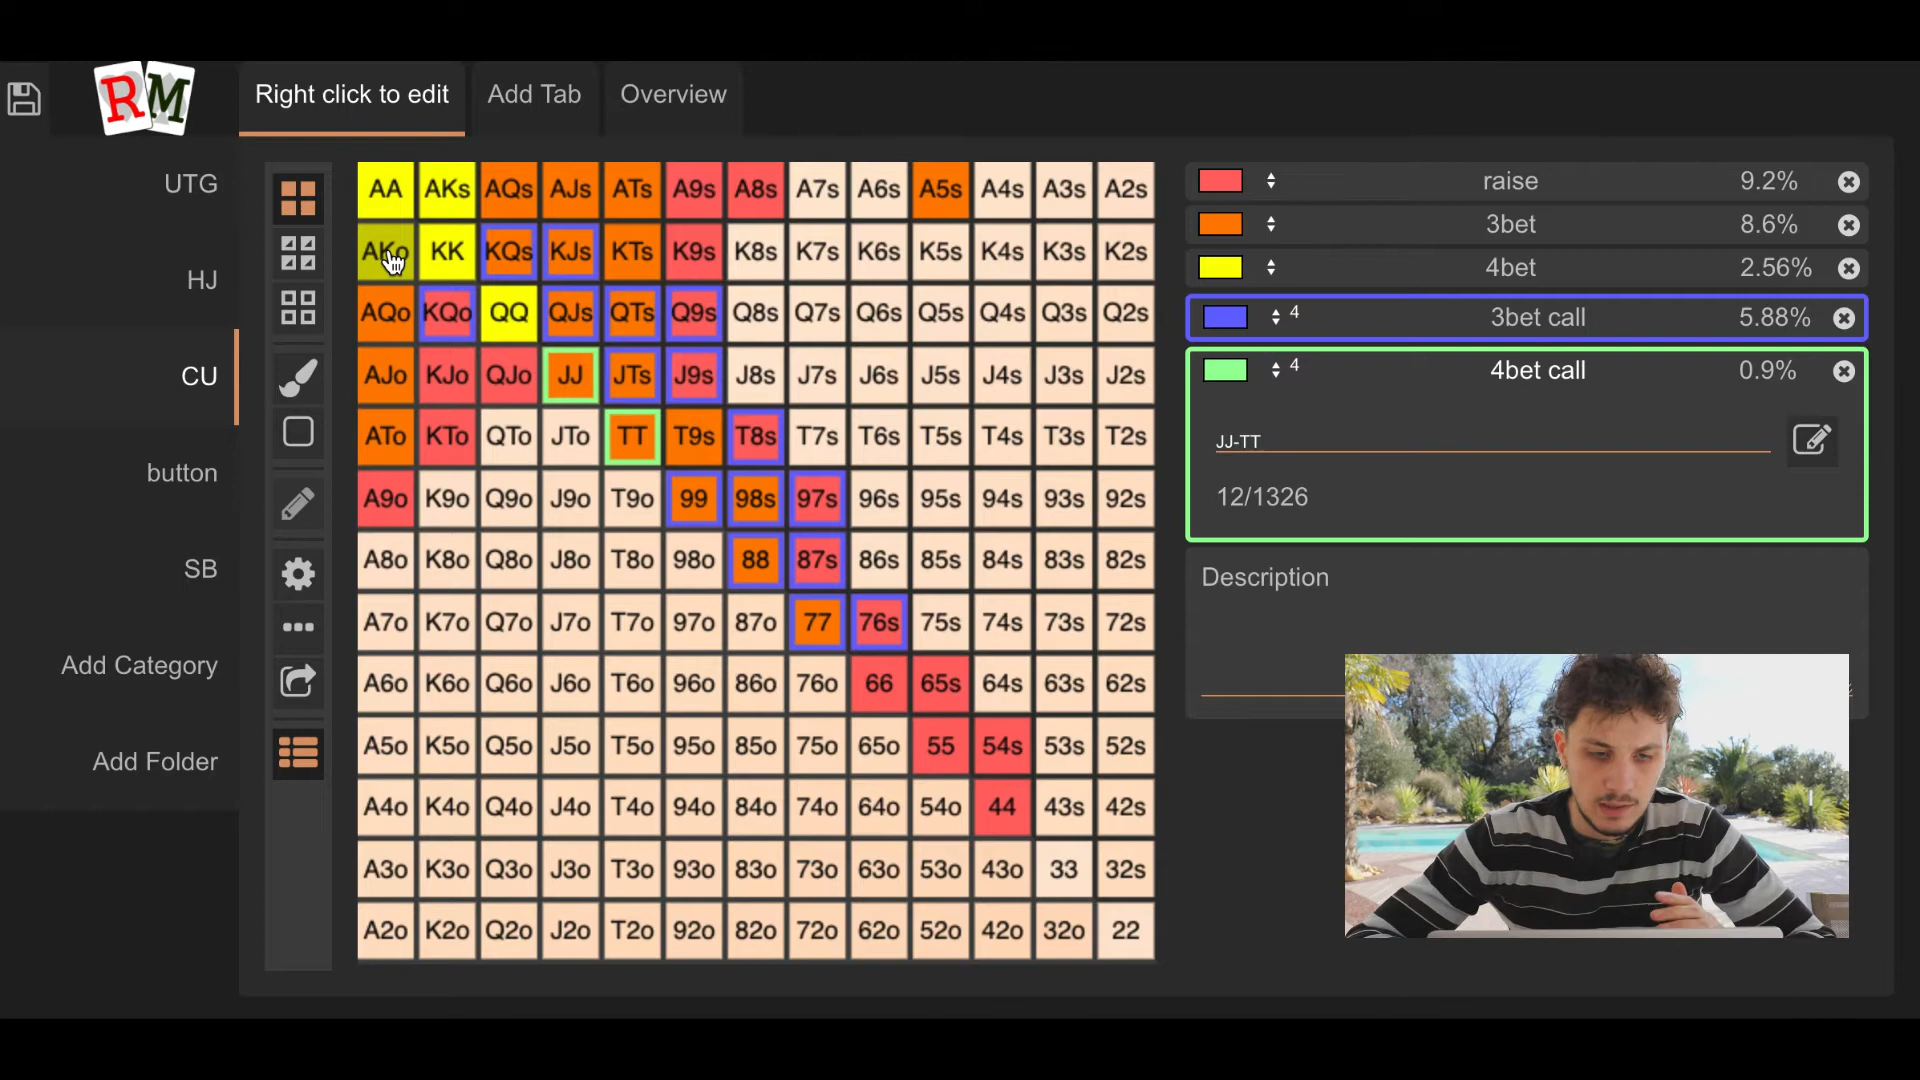 RM
Right click to edit
Add Tab
Overview
UTG
HJ
CU
button
SB
Add Category
Add Folder
AA AKs AQs AJs ATs A9s A8s A7s A6s A5s A4s A3s A2s
AKo KK KQs KJs KTs K9s K8s K7s K6s K5s K4s K3s K2s
AQo KQo QQ QJs QTs Q9s Q8s Q7s Q6s Q5s Q4s Q3s Q2s
AJo KJo QJo JJ JTs J9s J8s J7s J6s J5s J4s J3s J2s
ATo KTo QTo JTo TT T9s T8s T7s T6s T5s T4s T3s T2s
A9o K9o Q9o J9o T9o 99 98s 97s 96s 95s 94s 93s 92s
A8o K8o Q8o J8o T8o 98o 88 87s 86s 85s 84s 83s 82s
A7o K7o Q7o J7o T7o 97o 87o 77 76s 75s 74s 73s 72s
A6o K6o Q6o J6o T6o 96o 86o 76o 66 65s 64s 63s 62s
A5o K5o Q5o J5o T5o 95o 85o 75o 65o 55 54s 53s 52s
A4o K4o Q4o J4o T4o 94o 84o 74o 64o 54o 44 43s 42s
A3o K3o Q3o J3o T3o 93o 83o 73o 63o 53o 43o 33 32s
A2o K2o Q2o J2o T2o 92o 82o 72o 62o 52o 42o 32o 22
raise 9.2%
3bet 8.6%
4bet 2.56%
4 3bet call 5.88%
4 4bet call 0.9%
JJ-TT
12/1326
Description